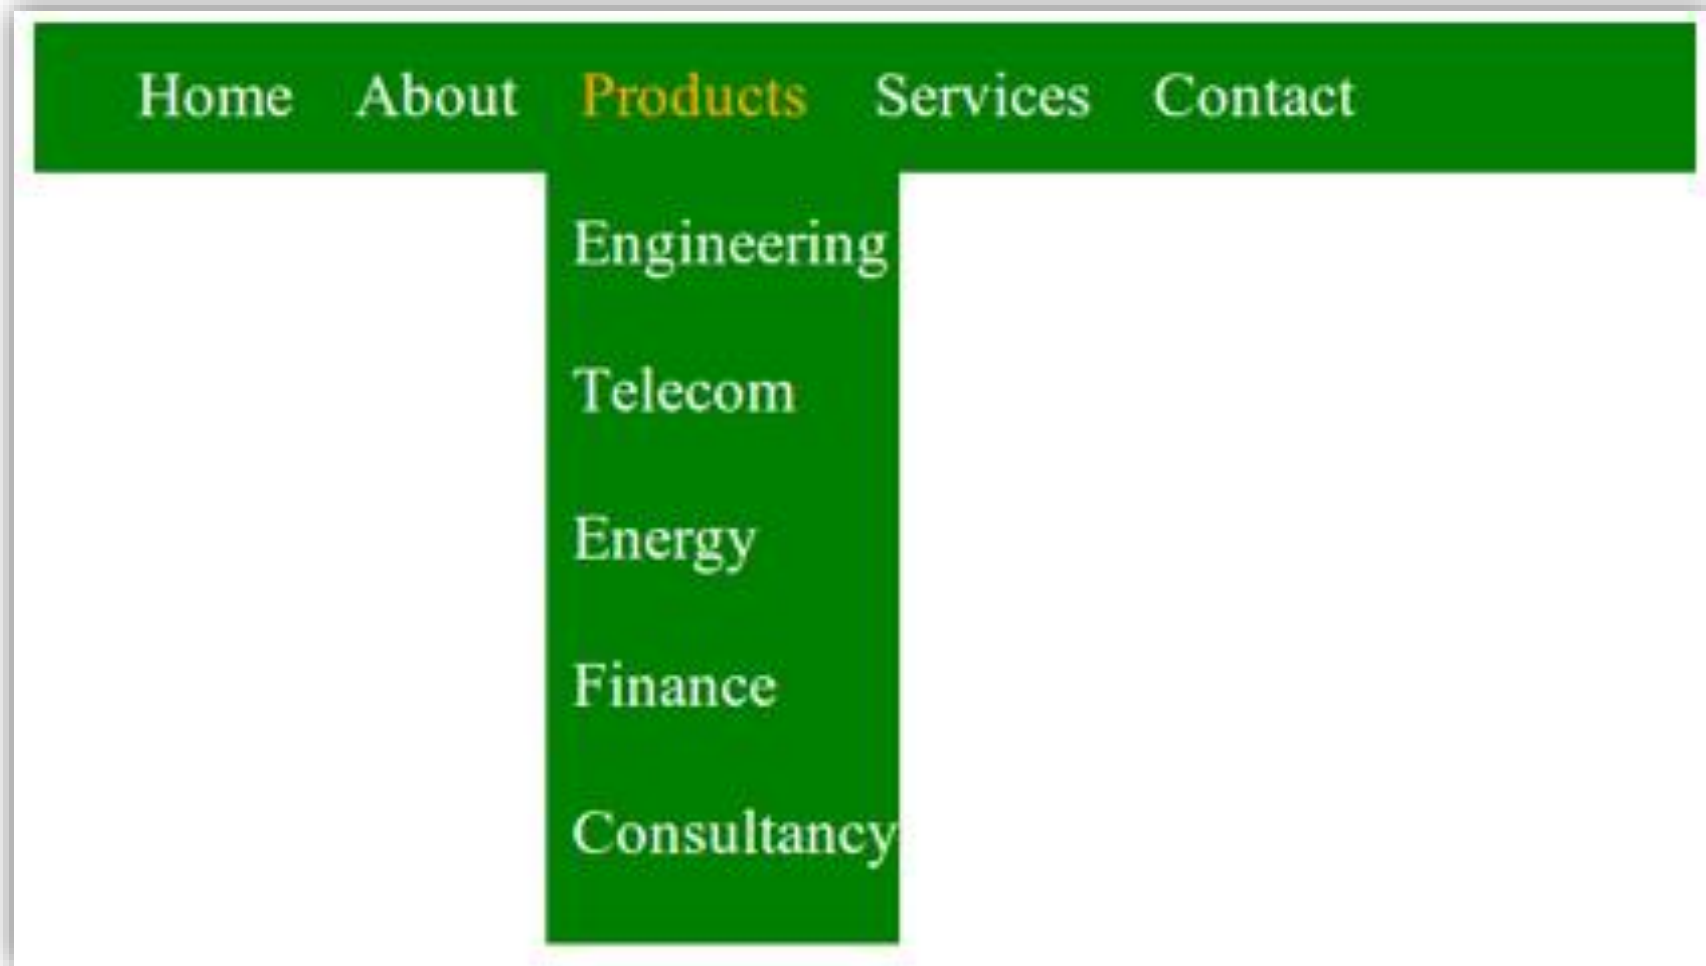 Home About Products Services Contact
Engineering
Telecom
Energy
Finance
Consultancy